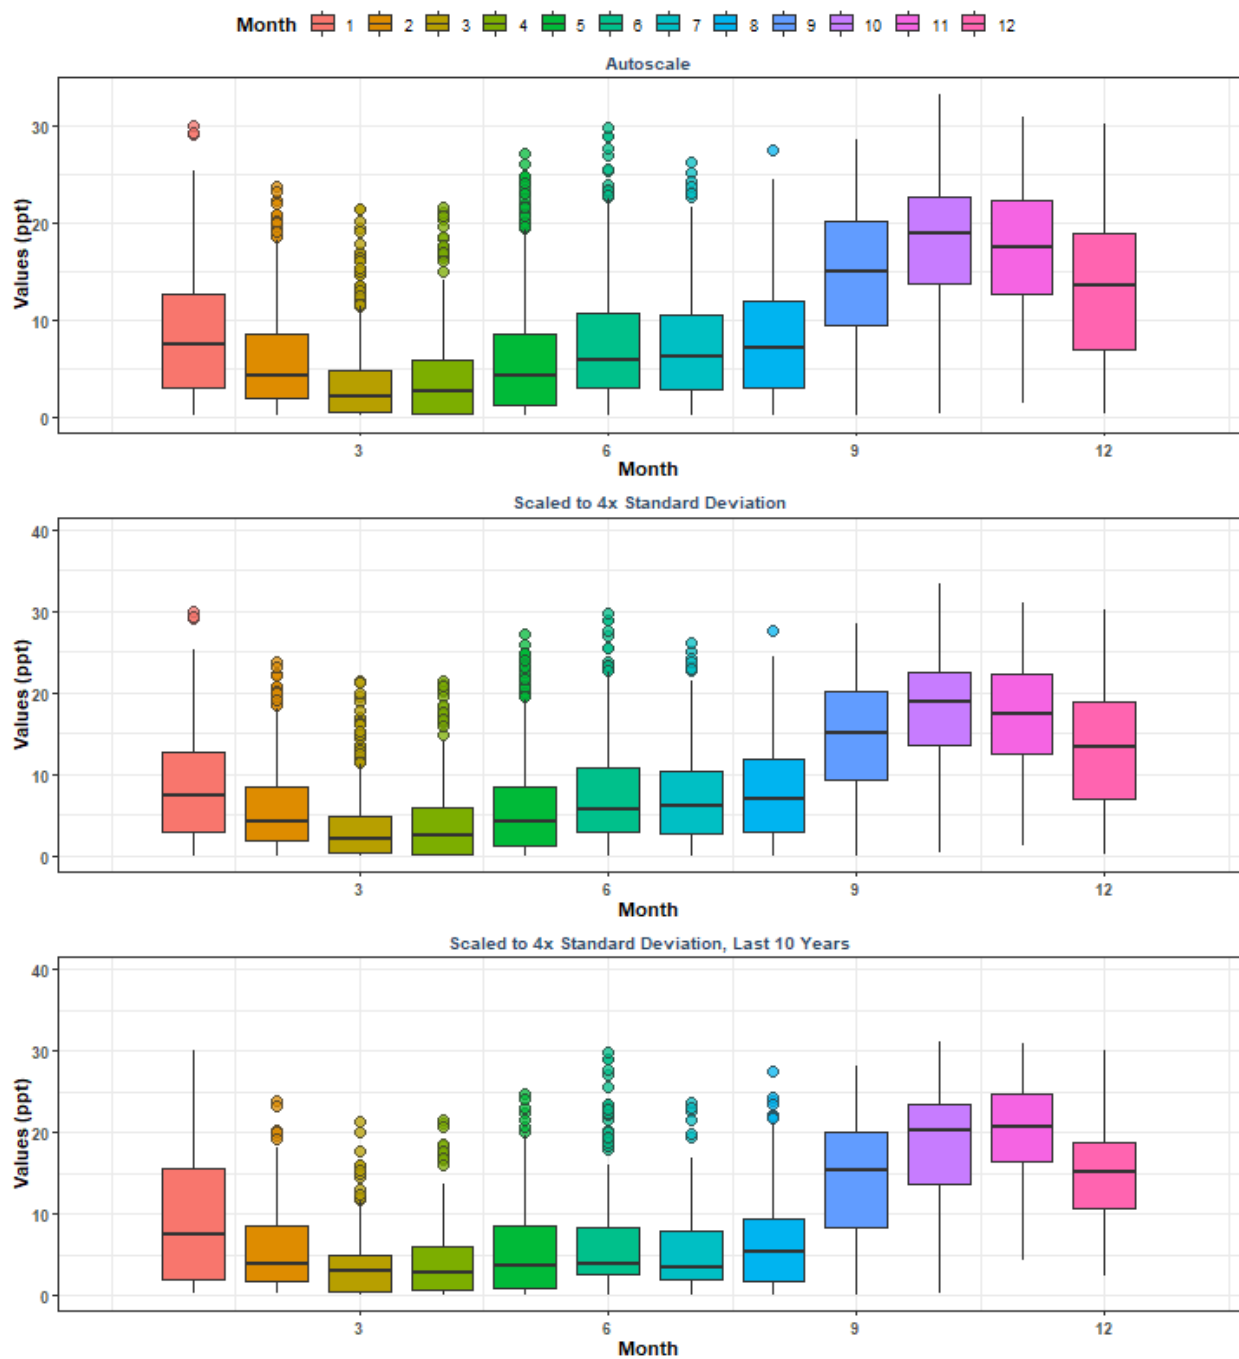 Month 1 2 3 4 5 6 7 8 9 10 11 12
Autoscale
Values (ppt)
30
20
10
0
3 6 9 12
Month
Scaled to 4x Standard Deviation
Values (ppt)
40
30
20
10
0
3 6 9 12
Month
Scaled to 4x Standard Deviation, Last 10 Years
Values (ppt)
40
30
20
10
0
3 6 9 12
Month